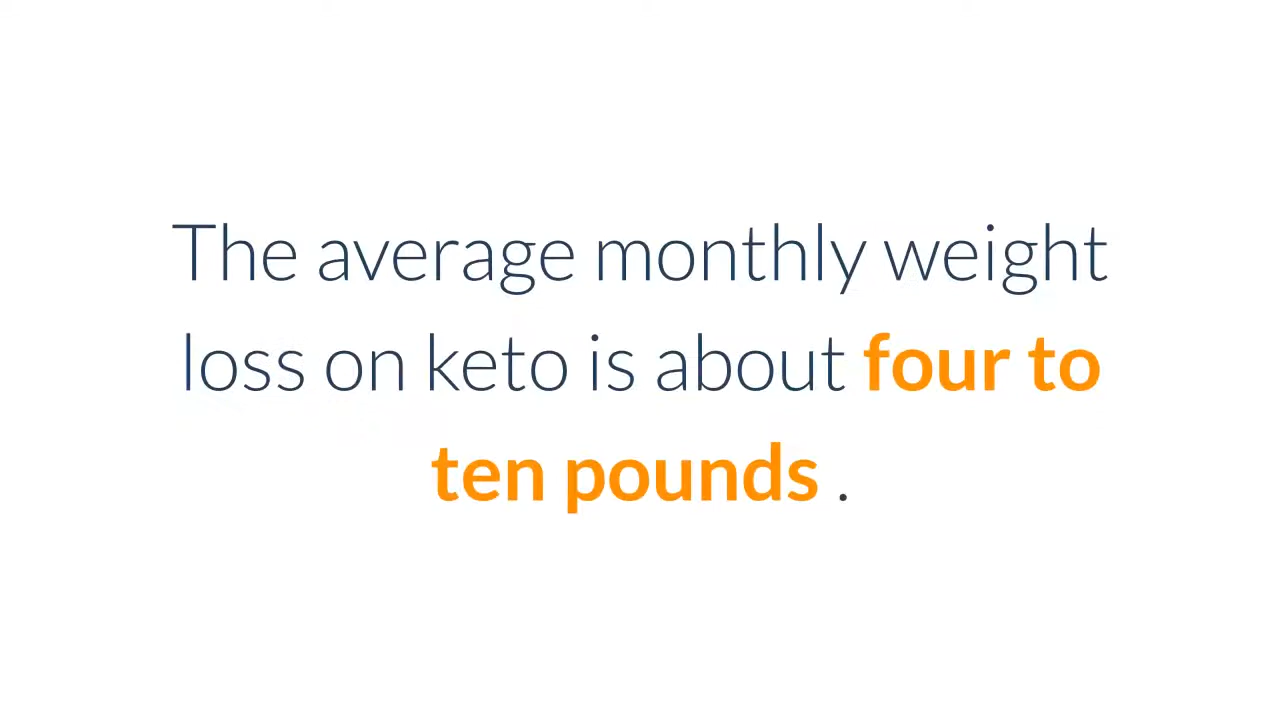 The average monthly weight
loss on keto is about four to
ten pounds .